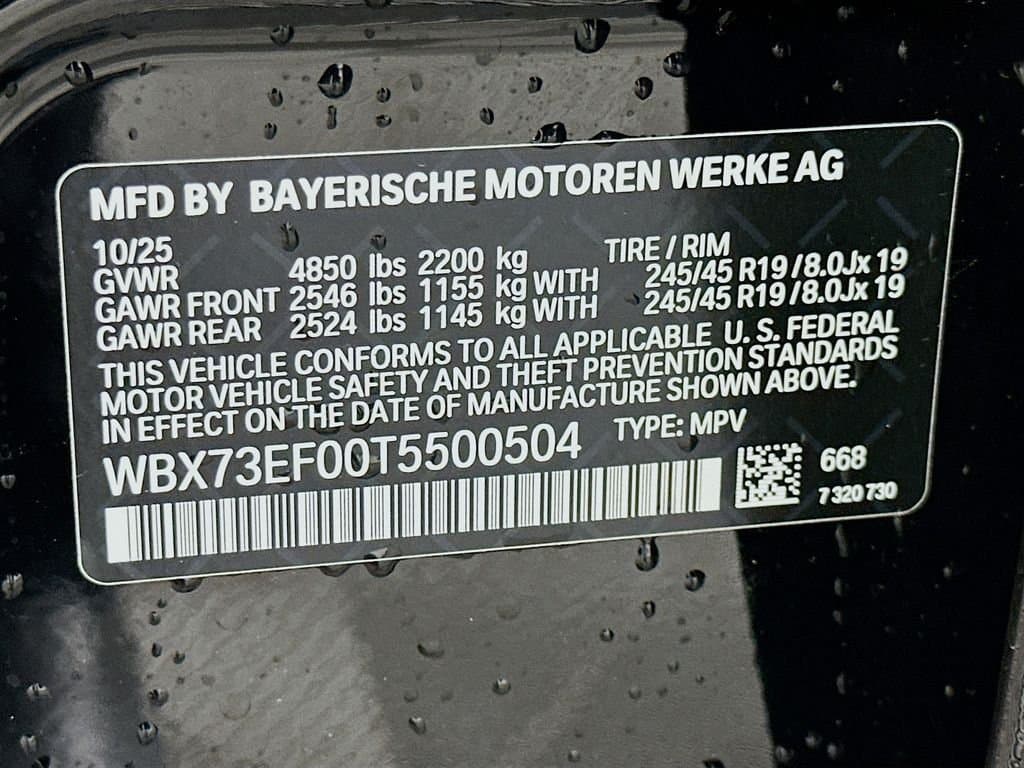 MFD BY BAYERISCHE MOTOREN WERKE AG
10/25
TIRE / RIM
GVWR 4850 lbs 2200 kg
GAWR FRONT 2546 lbs 1155 kg WITH 245/45 R19 /8.0Jx 19
GAWR REAR 2524 lbs 1145 kg WITH 245/45 R19 /8.0Jx 19
THIS VEHICLE CONFORMS TO ALL APPLICABLE U. S. FEDERAL
MOTOR VEHICLE SAFETY AND THEFT PREVENTION STANDARDS
IN EFFECT ON THE DATE OF MANUFACTURE SHOWN ABOVE.
WBX73EF00T5500504 TYPE: MPV
668
7 320 730